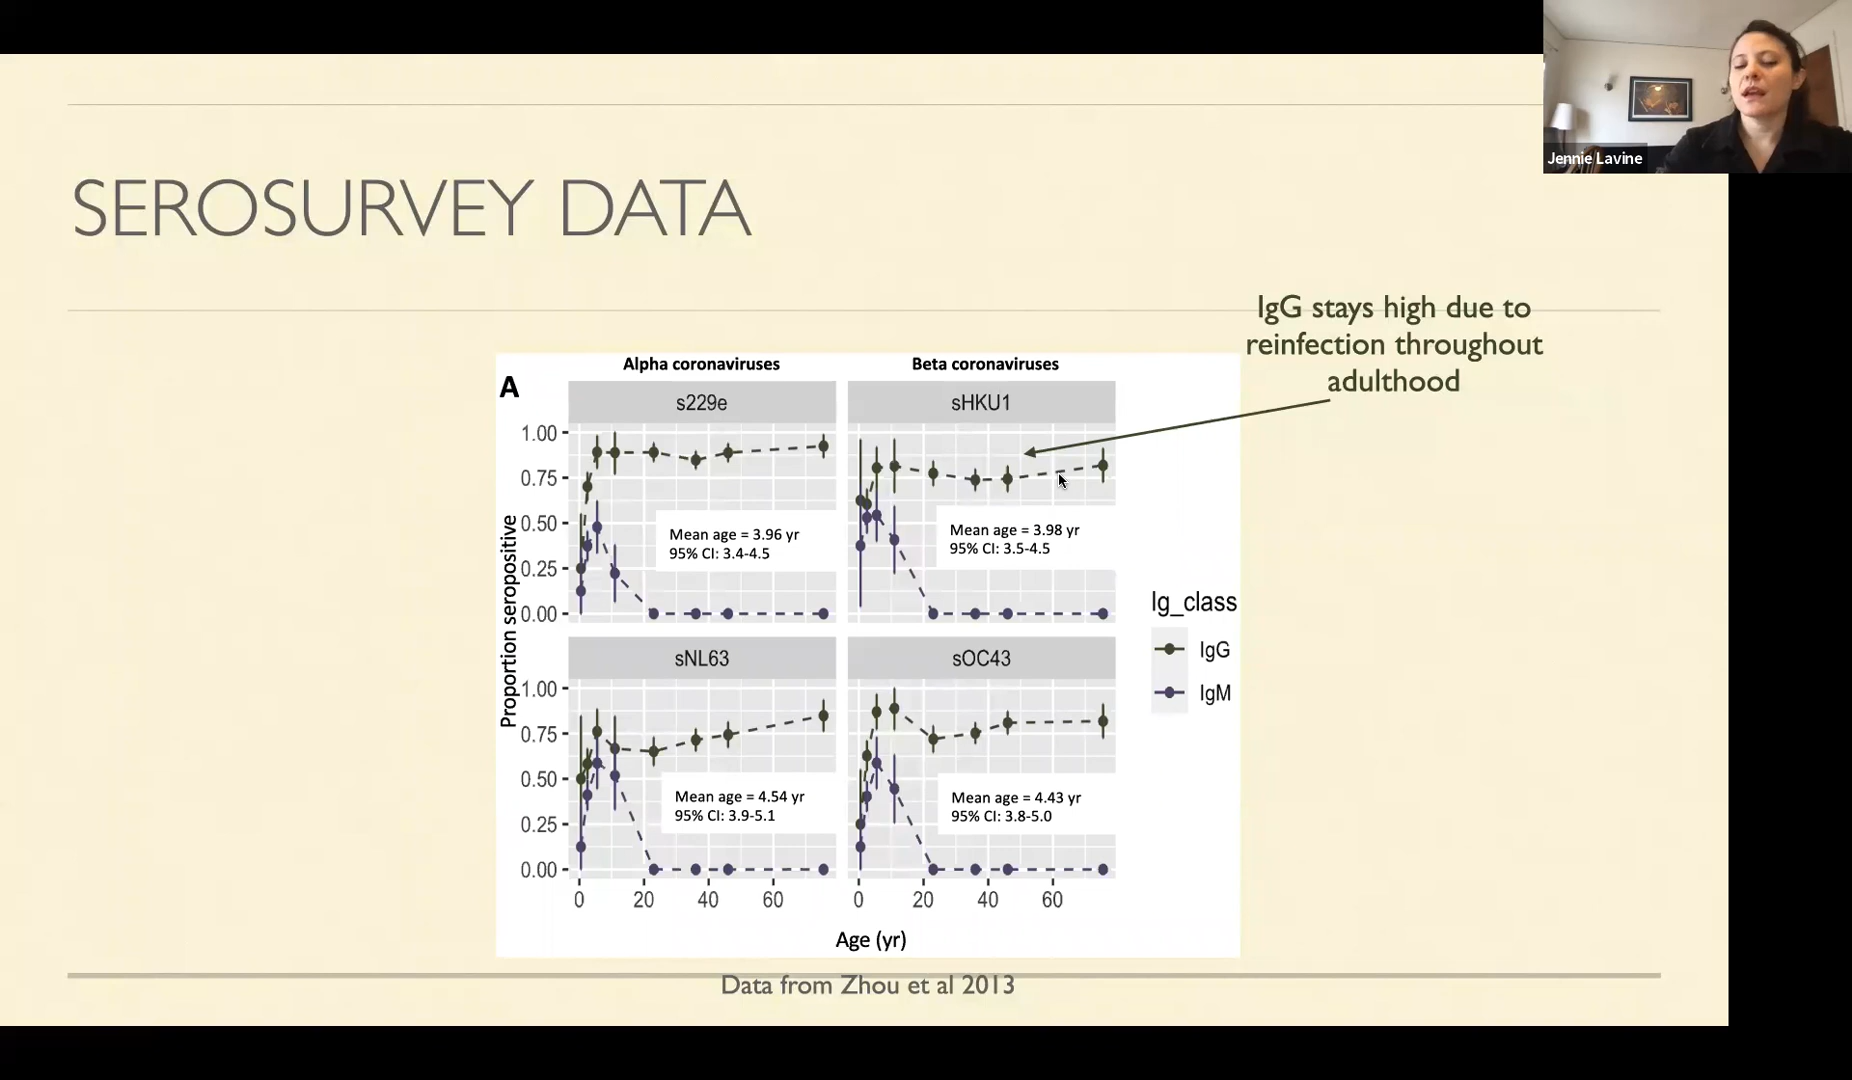 Jennie Lavine
SEROSURVEY DATA
IgG stays high due to
reinfection throughout
adulthood
Alpha coronaviruses
Beta coronaviruses
A
s229e
sHKU1
1.00
0.75
0.50
0.25
0.00
Mean age = 3.96 yr
95% CI: 3.4-4.5
Mean age = 3.98 yr
95% CI: 3.5-4.5
Proportion seropositive
Ig_class
IgG
IgM
sNL63
sOC43
1.00
0.75
0.50
0.25
0.00
Mean age = 4.54 yr
95% CI: 3.9-5.1
Mean age = 4.43 yr
95% CI: 3.8-5.0
0 20 40 60
0 20 40 60
Age (yr)
Data from Zhou et al 2013